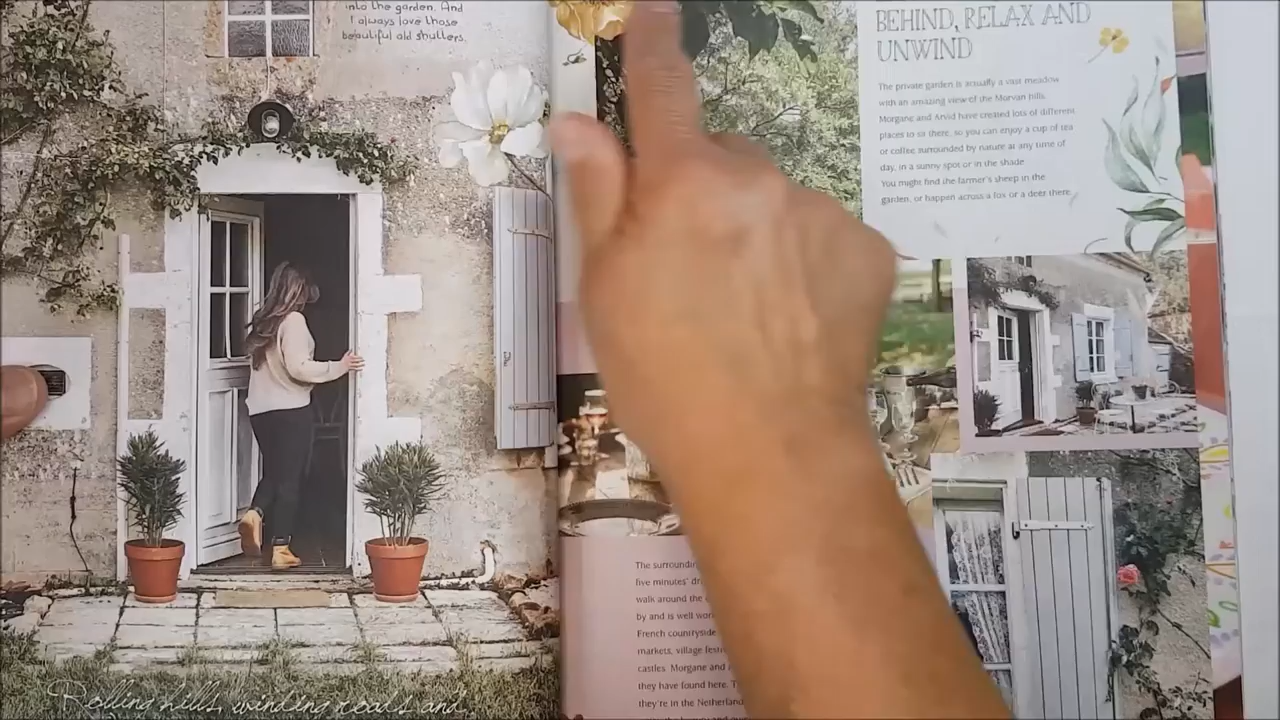 into the garden. And
I always love those
beautiful old shutters.
Rolling hills, winding roads and
BEHIND, RELAX AND
UNWIND
The private garden is actually a vast meadow
with an amazing view of the Morvan hills.
Morgane and Arvid have created lots of different
places to sit there, so you can enjoy a cup of tea
or coffee surrounded by nature at any time of
day, in a sunny spot or in the shade.
You might find the farmer's sheep in the
garden, or happen across a fox or a deer there.
The surroundin
five minutes' dr
walk around the
by and is well wor
French countryside
markets, village festi
castles. Morgane and
they have found here. T
they're in the Netherland